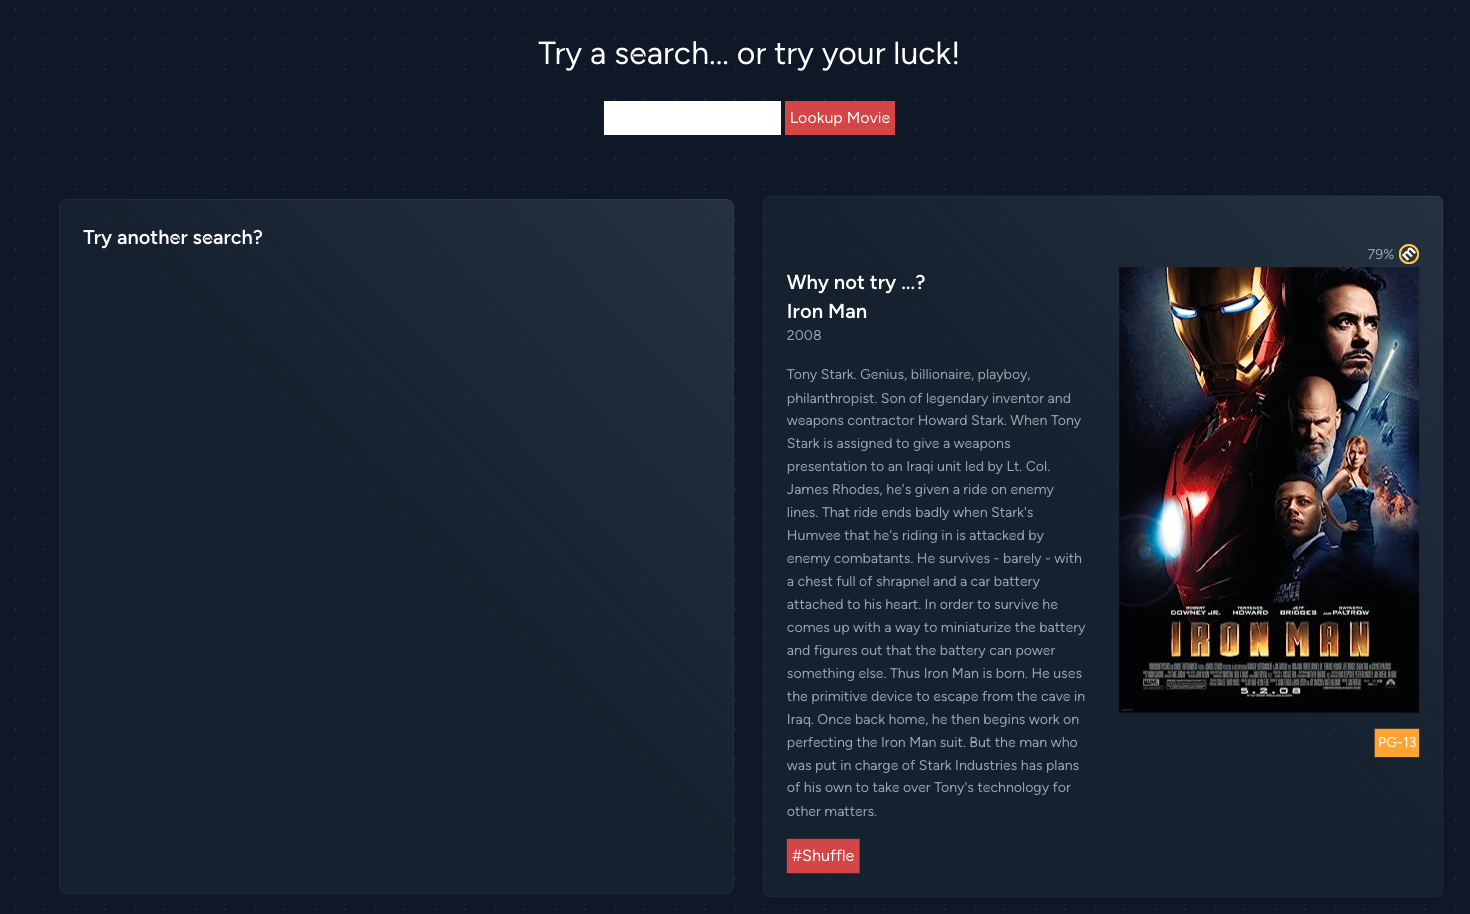 Try a search... or try your luck!
Lookup Movie
Try another search?
79%
Why not try ...?
Iron Man
2008
Tony Stark. Genius, billionaire, playboy,
philanthropist. Son of legendary inventor and
weapons contractor Howard Stark. When Tony
Stark is assigned to give a weapons
presentation to an Iraqi unit led by Lt. Col.
James Rhodes, he's given a ride on enemy
lines. That ride ends badly when Stark's
Humvee that he's riding in is attacked by
enemy combatants. He survives - barely - with
a chest full of shrapnel and a car battery
attached to his heart. In order to survive he
comes up with a way to miniaturize the battery
and figures out that the battery can power
something else. Thus Iron Man is born. He uses
the primitive device to escape from the cave in
Iraq. Once back home, he then begins work on
perfecting the Iron Man suit. But the man who
was put in charge of Stark Industries has plans
of his own to take over Tony's technology for
other matters.
#Shuffle
ROBERT DOWNEY JR. TERRENCE HOWARD JEFF BRIDGES AND GWYNETH PALTROW
IRON MAN
MARVEL
5.2.08
PG-13